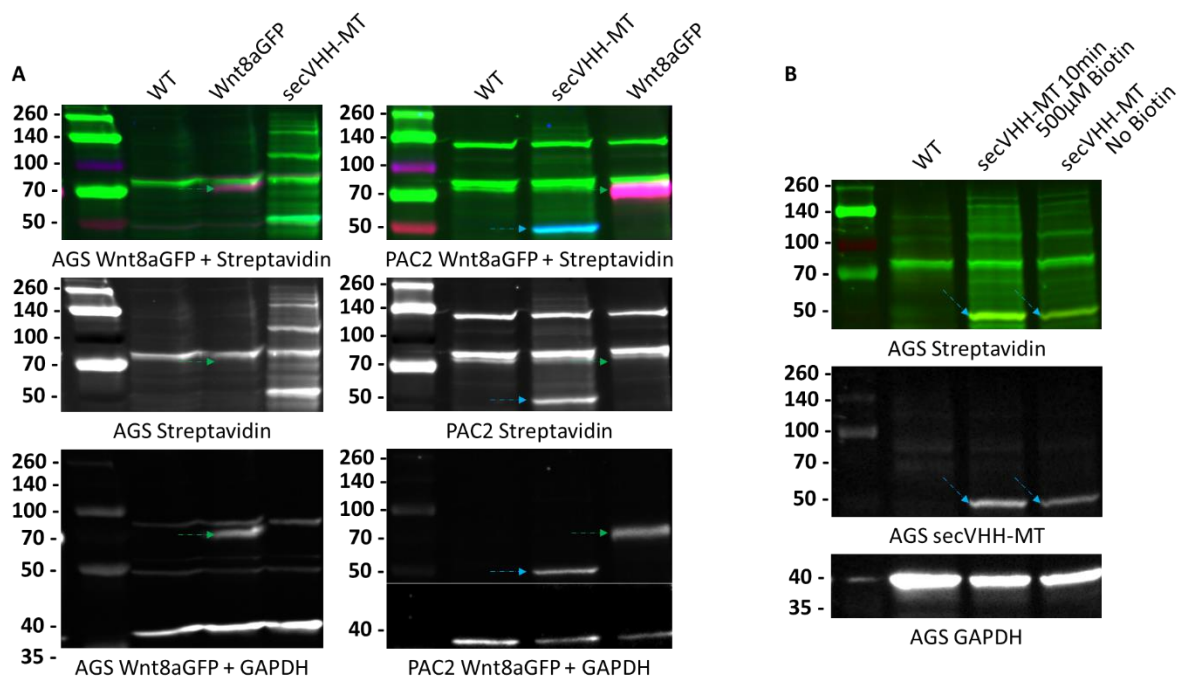 A
WT
Wnt8aGFP
secVHH-MT
260 -
140 -
100 -
70 -
50 -
AGS Wnt8aGFP + Streptavidin
260 -
140 -
100 -
70 -
50 -
AGS Streptavidin
260 -
140 -
100 -
70 -
50 -
40 -
35 -
AGS Wnt8aGFP + GAPDH
WT
secVHH-MT
Wnt8aGFP
260 -
140 -
100 -
70 -
50 -
PAC2 Wnt8aGFP + Streptavidin
260 -
140 -
100 -
70 -
50 -
PAC2 Streptavidin
260 -
140 -
100 -
70 -
50 -
40 -
PAC2 Wnt8aGFP + GAPDH
B
WT
secVHH-MT 10min
500µM Biotin
secVHH-MT
No Biotin
260 -
140 -
100 -
70 -
50 -
AGS Streptavidin
260 -
140 -
100 -
70 -
50 -
AGS secVHH-MT
40 -
35 -
AGS GAPDH